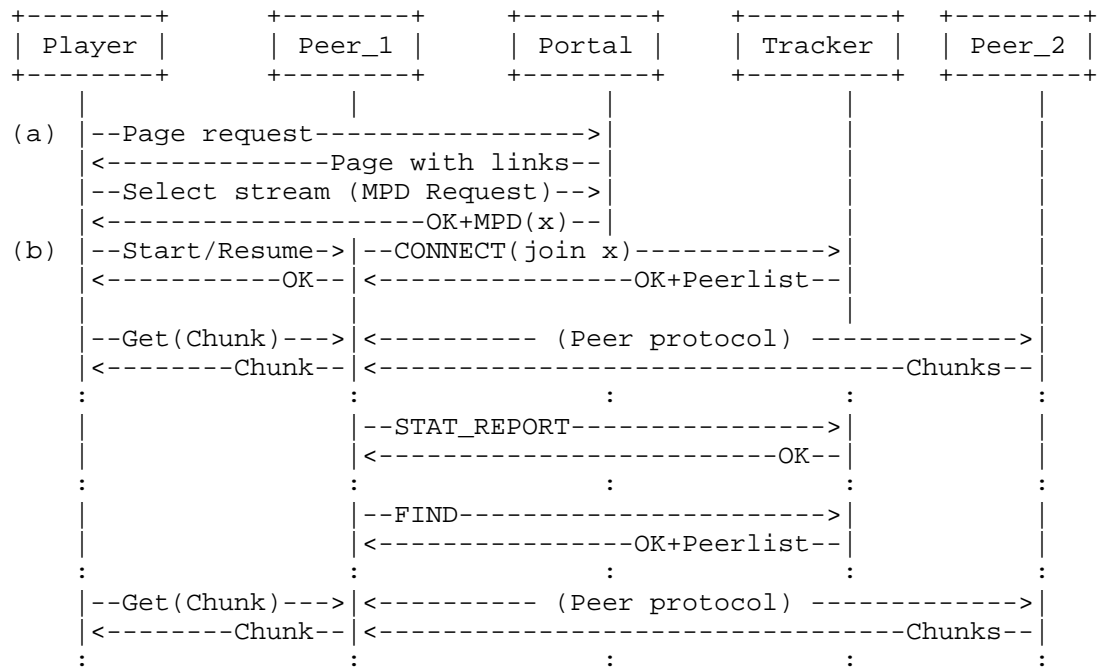 +--------+      +--------+     +--------+     +---------+  +--------+
| Player |      | Peer_1 |     | Portal |     | Tracker |  | Peer_2 |
+--------+      +--------+     +--------+     +---------+  +--------+
    |               |               |              |           |
(a) |--Page request----------------->|              |           |
    |<--------------Page with links--|              |           |
    |--Select stream (MPD Request)-->|              |           |
    |<--------------------OK+MPD(x)--|              |           |
(b) |--Start/Resume->|--CONNECT(join x)------------>|           |
    |<-----------OK--|<----------------OK+Peerlist--|           |
    |                |                              |           |
    |--Get(Chunk)--->|<---------- (Peer protocol) ------------->|
    |<--------Chunk--|<---------------------------------Chunks--|
    :                :               :              :           :
    |                |--STAT_REPORT---------------->|           |
    |                |<-------------------------OK--|           |
    :                :               :              :           :
    |                |--FIND----------------------->|           |
    |                |<----------------OK+Peerlist--|           |
    :                :               :              :           :
    |--Get(Chunk)--->|<---------- (Peer protocol) ------------->|
    |<--------Chunk--|<---------------------------------Chunks--|
    :                :               :              :           :